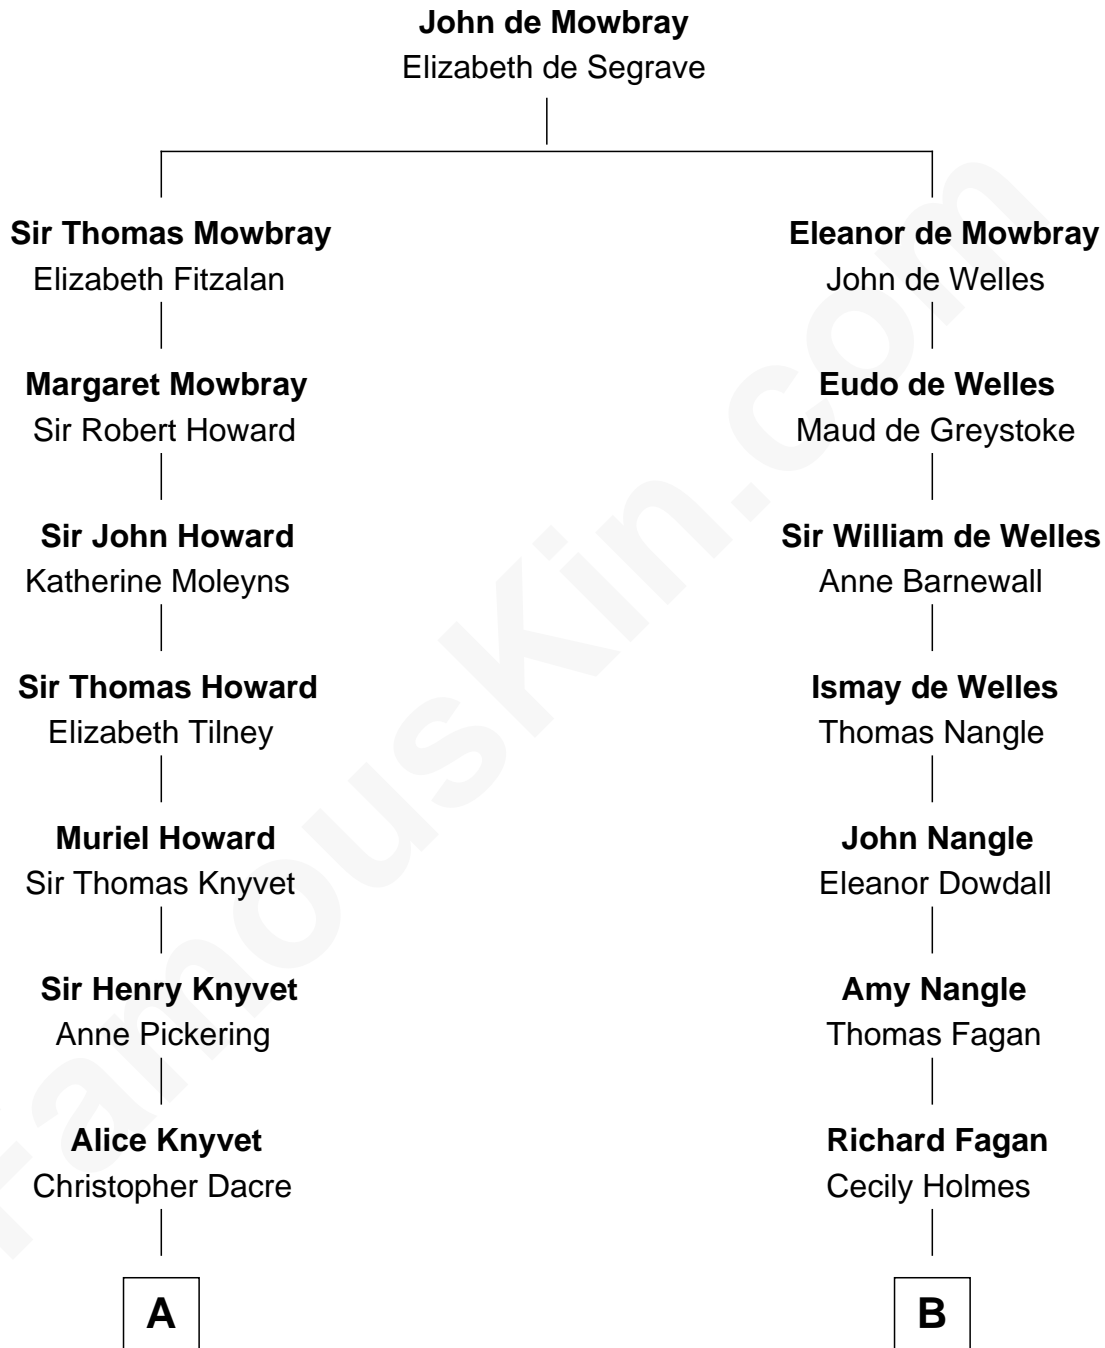 John de Mowbray
Elizabeth de Segrave
Sir Thomas Mowbray
Elizabeth Fitzalan
Margaret Mowbray
Sir Robert Howard
Sir John Howard
Katherine Moleyns
Sir Thomas Howard
Elizabeth Tilney
Muriel Howard
Sir Thomas Knyvet
Sir Henry Knyvet
Anne Pickering
Alice Knyvet
Christopher Dacre
A
Eleanor de Mowbray
John de Welles
Eudo de Welles
Maud de Greystoke
Sir William de Welles
Anne Barnewall
Ismay de Welles
Thomas Nangle
John Nangle
Eleanor Dowdall
Amy Nangle
Thomas Fagan
Richard Fagan
Cecily Holmes
B
FamousKin.com